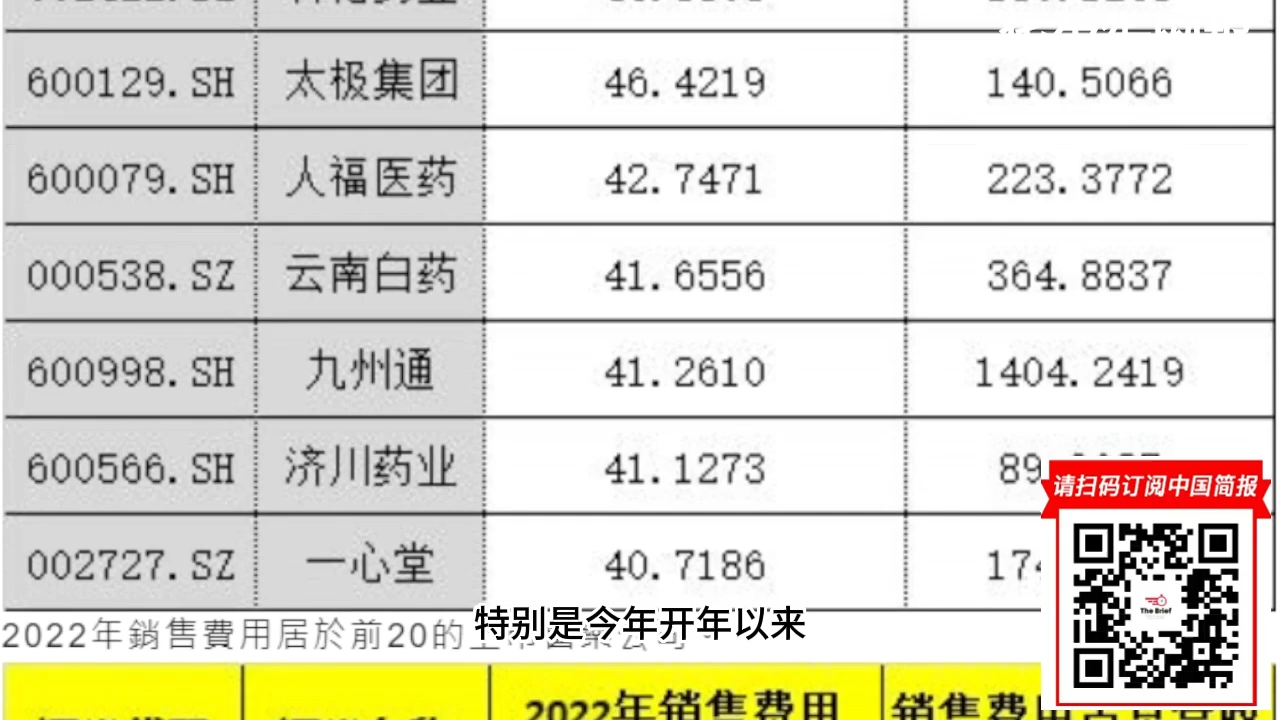 600129.SH 太极集团 46.4219 140.5066
600079.SH 人福医药 42.7471 223.3772
000538.SZ 云南白药 41.6556 364.8837
600998.SH 九州通 41.2610 1404.2419
600566.SH 济川药业 41.1273 89
请扫码订阅中国简报
002727.SZ 一心堂 40.7186 174
The Brief
特别是今年开年以来
2022年銷售費用居於前20的
2022年销售费用